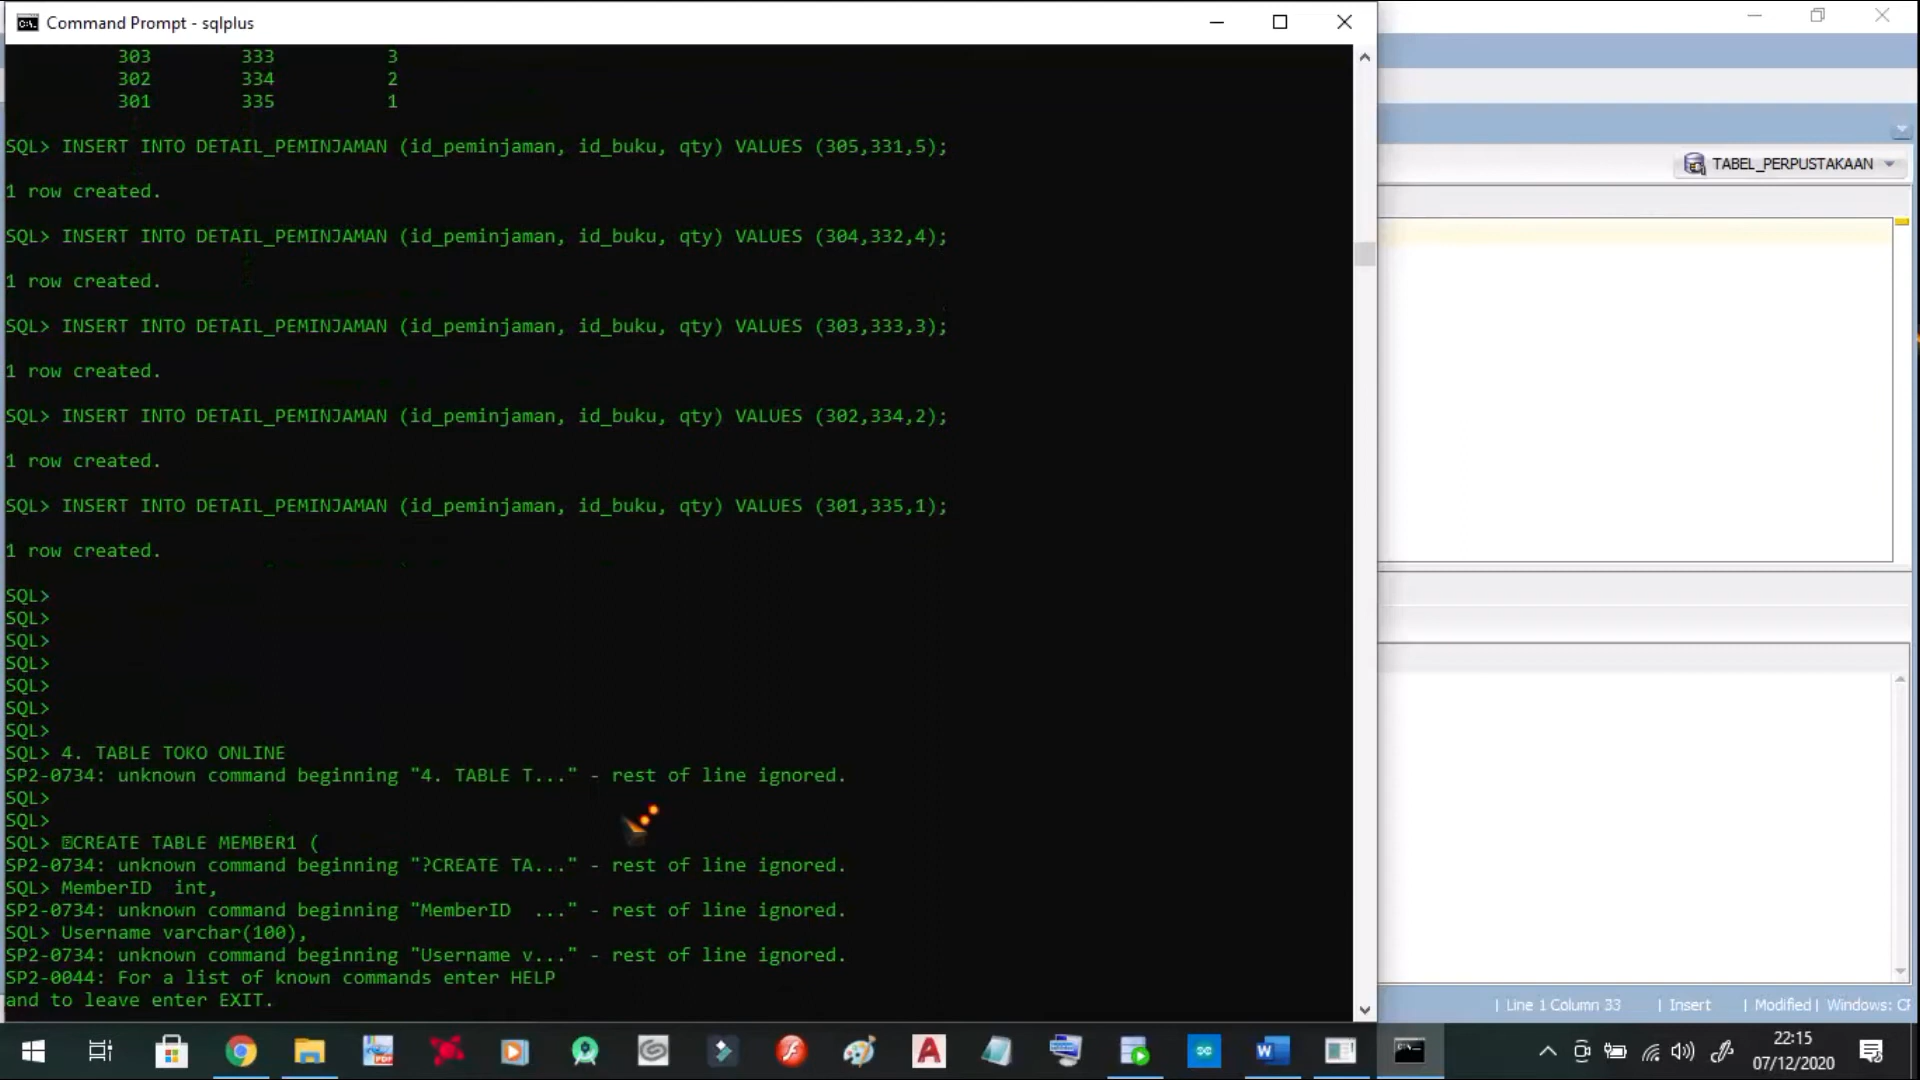 Command Prompt - sqlplus
303 333 3
302 334 2
301 335 1
SQL> INSERT INTO DETAIL_PEMINJAMAN (id_peminjaman, id_buku, qty) VALUES (305,331,5);
1 row created.
SQL> INSERT INTO DETAIL_PEMINJAMAN (id_peminjaman, id_buku, qty) VALUES (304,332,4);
1 row created.
SQL> INSERT INTO DETAIL_PEMINJAMAN (id_peminjaman, id_buku, qty) VALUES (303,333,3);
1 row created.
SQL> INSERT INTO DETAIL_PEMINJAMAN (id_peminjaman, id_buku, qty) VALUES (302,334,2);
1 row created.
SQL> INSERT INTO DETAIL_PEMINJAMAN (id_peminjaman, id_buku, qty) VALUES (301,335,1);
1 row created.
SQL>
SQL>
SQL>
SQL>
SQL>
SQL>
SQL>
SQL> 4. TABLE TOKO ONLINE
SP2-0734: unknown command beginning "4. TABLE T..." - rest of line ignored.
SQL>
SQL>
SQL> CREATE TABLE MEMBER1 (
SP2-0734: unknown command beginning "?CREATE TA..." - rest of line ignored.
SQL> MemberID  int,
SP2-0734: unknown command beginning "MemberID  ..." - rest of line ignored.
SQL> Username varchar(100),
SP2-0734: unknown command beginning "Username v..." - rest of line ignored.
SP2-0044: For a list of known commands enter HELP
and to leave enter EXIT.
TABEL_PERPUSTAKAAN
| Line 1 Column 33 | Insert | Modified | Windows:
22:15
07/12/2020